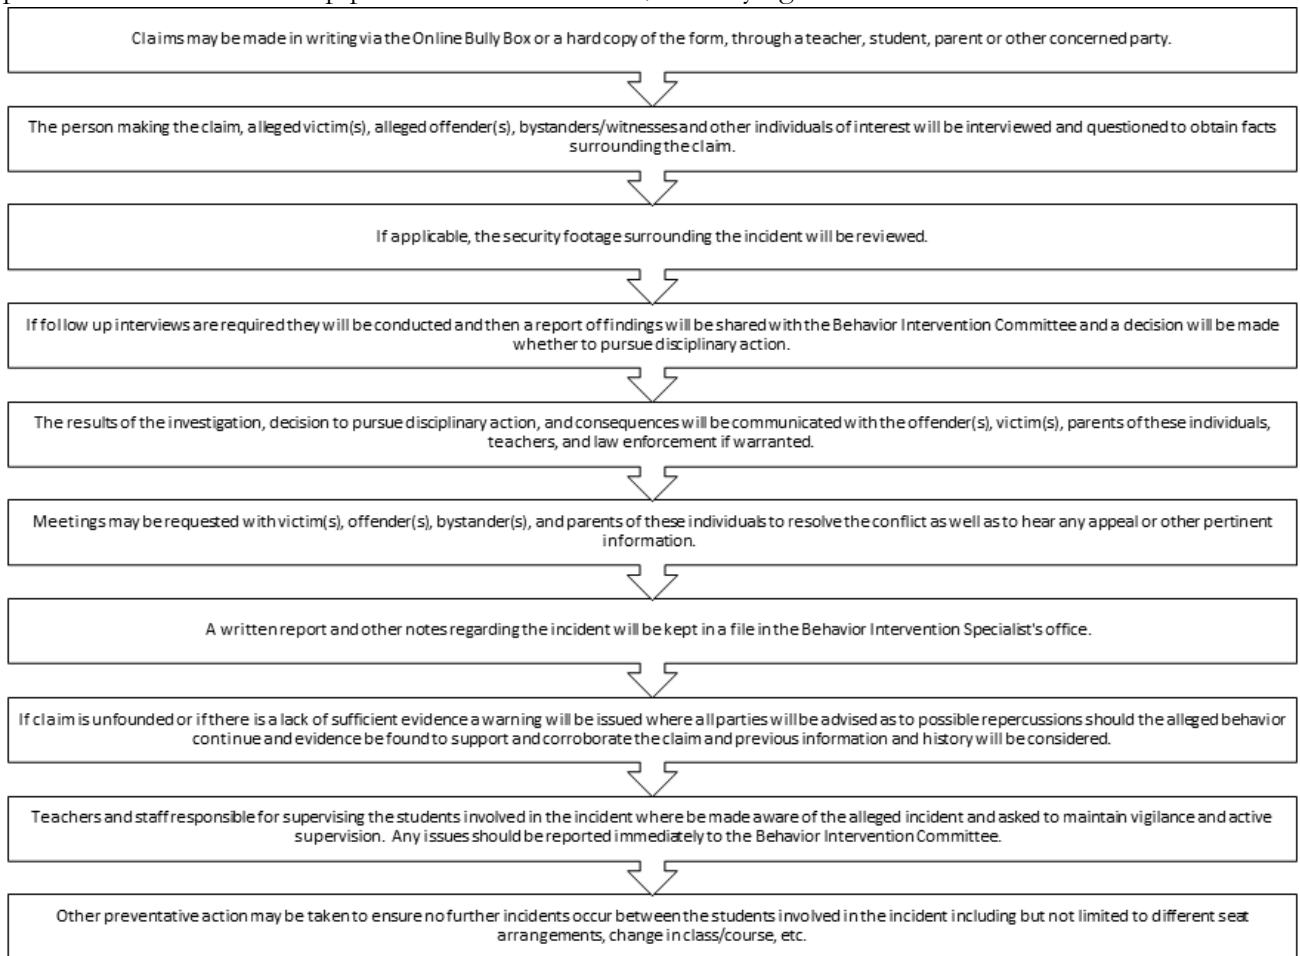 Claims may be made in writing via the Online Bully Box or a hard copy of the form, through a teacher, student, parent or other concerned party.
The person making the claim, alleged victim(s), alleged offender(s), bystanders/witnesses and other individuals of interest will be interviewed and questioned to obtain facts
surrounding the claim.
If applicable, the security footage surrounding the incident will be reviewed.
If follow up interviews are required they will be conducted and then a report of findings will be shared with the Behavior Intervention Committee and a decision will be made
whether to pursue disciplinary action.
The results of the investigation, decision to pursue disciplinary action, and consequences will be communicated with the offender(s), victim(s), parents of these individuals,
teachers, and law enforcement if warranted.
Meetings may be requested with victim(s), offender(s), bystander(s), and parents of these individuals to resolve the conflict as well as to hear any appeal or other pertinent
information.
A written report and other notes regarding the incident will be kept in a file in the Behavior Intervention Specialist's office.
If claim is unfounded or if there is a lack of sufficient evidence a warning will be issued where all parties will be advised as to possible repercussions should the alleged behavior
continue and evidence be found to support and corroborate the claim and previous information and history will be considered.
Teachers and staff responsible for supervising the students involved in the incident where be made aware of the alleged incident and asked to maintain vigilance and active
supervision. Any issues should be reported immediately to the Behavior Intervention Committee.
Other preventative action may be taken to ensure no further incidents occur between the students involved in the incident including but not limited to different seat
arrangements, change in class/course, etc.